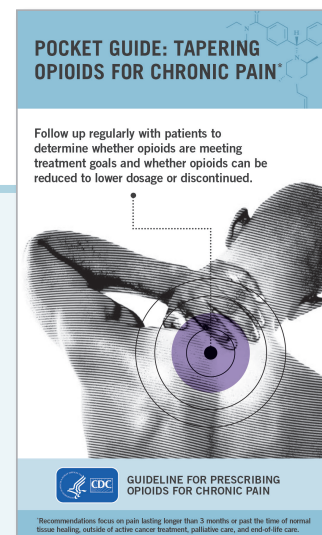 POCKET GUIDE: TAPERING
OPIOIDS FOR CHRONIC PAIN*
Follow up regularly with patients to
determine whether opioids are meeting
treatment goals and whether opioids can be
reduced to lower dosage or discontinued.
CDC
GUIDELINE FOR PRESCRIBING
OPIOIDS FOR CHRONIC PAIN
*Recommendations focus on pain lasting longer than 3 months or past the time of normal
tissue healing, outside of active cancer treatment, palliative care, and end-of-life care.